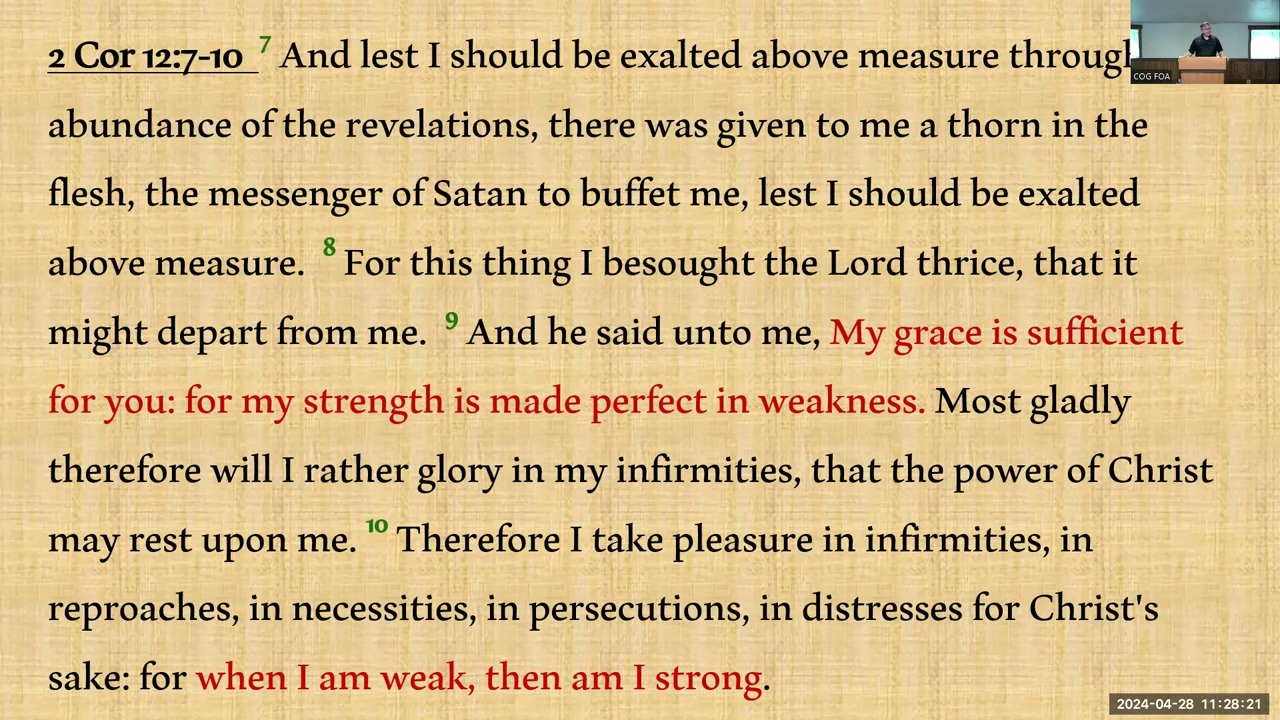 2 Cor 12:7-10 7 And lest I should be exalted above measure through
COG FOA
abundance of the revelations, there was given to me a thorn in the
flesh, the messenger of Satan to buffet me, lest I should be exalted
above measure. 8 For this thing I besought the Lord thrice, that it
might depart from me. 9 And he said unto me, My grace is sufficient
for you: for my strength is made perfect in weakness. Most gladly
therefore will I rather glory in my infirmities, that the power of Christ
may rest upon me. 10 Therefore I take pleasure in infirmities, in
reproaches, in necessities, in persecutions, in distresses for Christ's
sake: for when I am weak, then am I strong.
2024-04-28 11:28:21